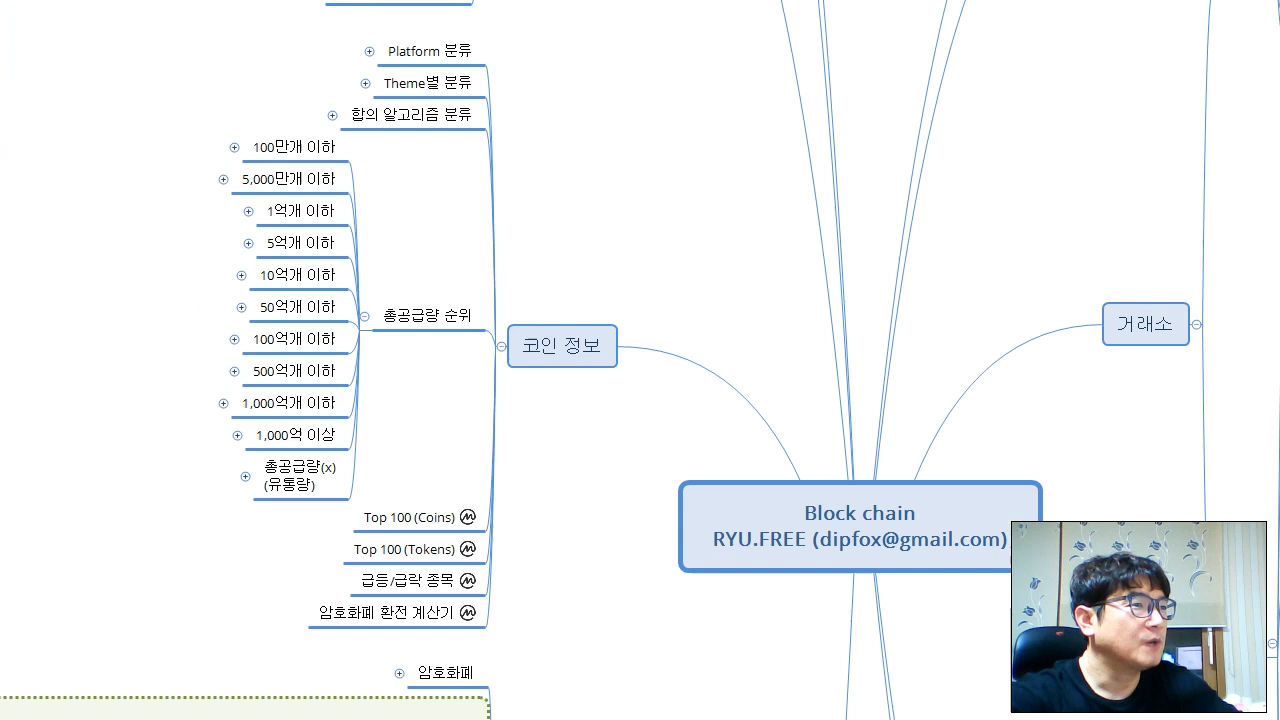 Platform 분류
Theme별 분류
합의 알고리즘 분류
100만개 이하
5,000만개 이하
1억개 이하
5억개 이하
10억개 이하
50억개 이하
100억개 이하
500억개 이하
1,000억개 이하
1,000억 이상
총공급량(x)
(유통량)
총공급량 순위
Top 100 (Coins)
Top 100 (Tokens)
급등/급락 종목
암호화폐 환전 계산기
코인 정보
거래소
Block chain
RYU.FREE (dipfox@gmail.com)
암호화폐